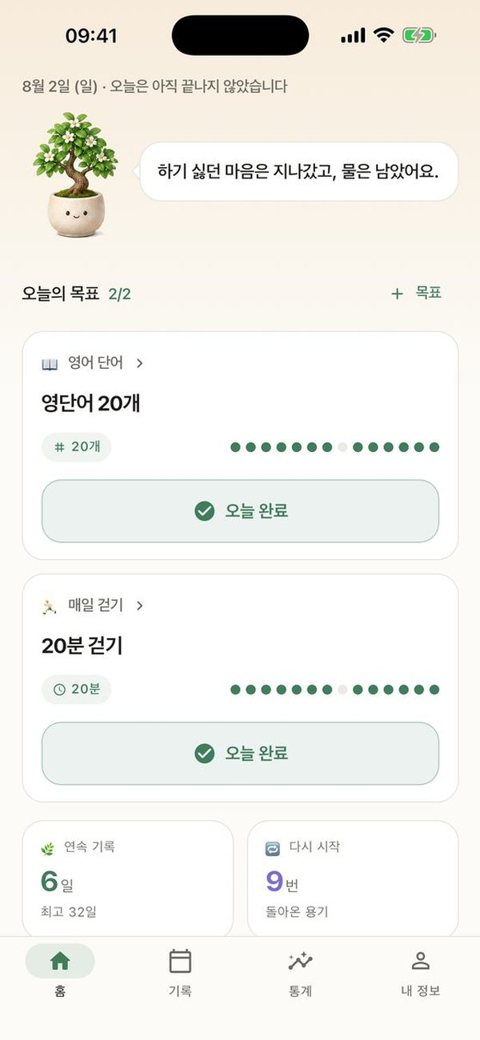 09:41
8월 2일 (일) · 오늘은 아직 끝나지 않았습니다
하기 싫던 마음은 지나갔고, 물은 남았어요.
오늘의 목표 2/2
+ 목표
영어 단어 >
영단어 20개
# 20개
오늘 완료
매일 걷기 >
20분 걷기
20분
오늘 완료
연속 기록
6일
최고 32일
다시 시작
9번
돌아온 용기
홈
기록
통계
내 정보